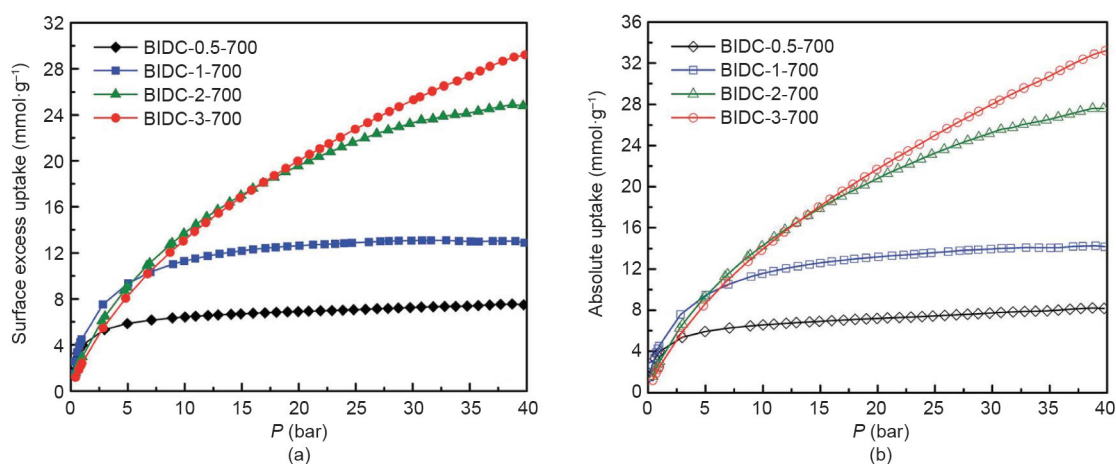 32
28
24
20
16
12
8
4
0
Surface excess uptake (mmol·g⁻¹)
BIDC-0.5-700
BIDC-1-700
BIDC-2-700
BIDC-3-700
0 5 10 15 20 25 30 35 40
P (bar)
(a)
36
32
28
24
20
16
12
8
4
0
Absolute uptake (mmol·g⁻¹)
BIDC-0.5-700
BIDC-1-700
BIDC-2-700
BIDC-3-700
0 5 10 15 20 25 30 35 40
P (bar)
(b)